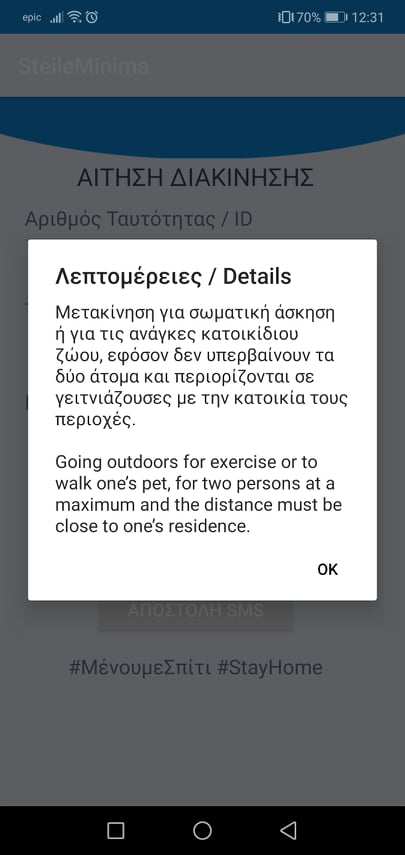 epic 70% 12:31
StelleMinima
ΑΙΤΗΣΗ ΔΙΑΚΙΝΗΣΗΣ
Αριθμός Ταυτότητας / ID
Λεπτομέρειες / Details
Μετακίνηση για σωματική άσκηση
ή για τις ανάγκες κατοικίδιου
ζώου, εφόσον δεν υπερβαίνουν τα
δύο άτομα και περιορίζονται σε
γειτνιάζουσες με την κατοικία τους
περιοχές.
Going outdoors for exercise or to
walk one’s pet, for two persons at a
maximum and the distance must be
close to one’s residence.
OK
ΑΠΟΣΤΟΛΗ SMS
#ΜένουμεΣπίτι #StayHome